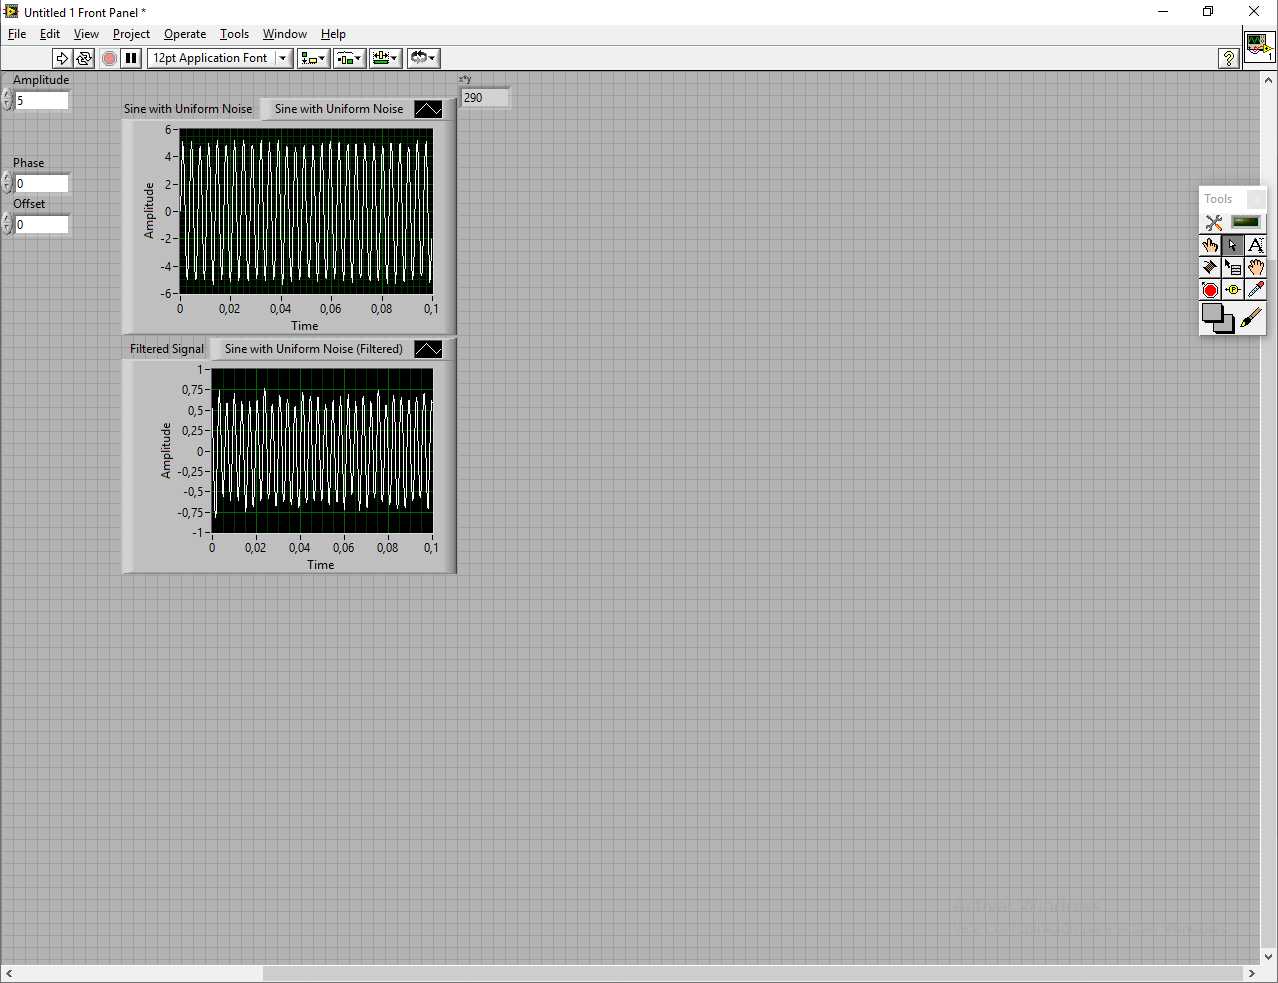 Untitled 1 Front Panel *
File Edit View Project Operate Tools Window Help
12pt Application Font
?
1
Amplitude
5
Phase
0
Offset
0
Sine with Uniform Noise
Sine with Uniform Noise
6
4
2
0
-2
-4
-6
Amplitude
0 0,02 0,04 0,06 0,08 0,1
Time
Filtered Signal
Sine with Uniform Noise (Filtered)
1
0,75
0,5
0,25
0
-0,25
-0,5
-0,75
-1
Amplitude
0 0,02 0,04 0,06 0,08 0,1
Time
x*y
290
Tools
A
P
Activar Windows